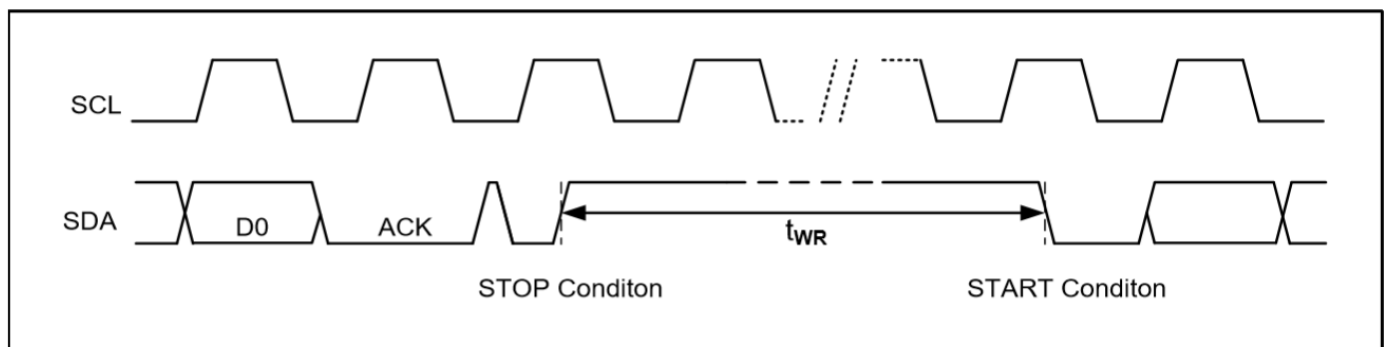 SCL
SDA
D0
ACK
tWR
STOP Conditon
START Conditon